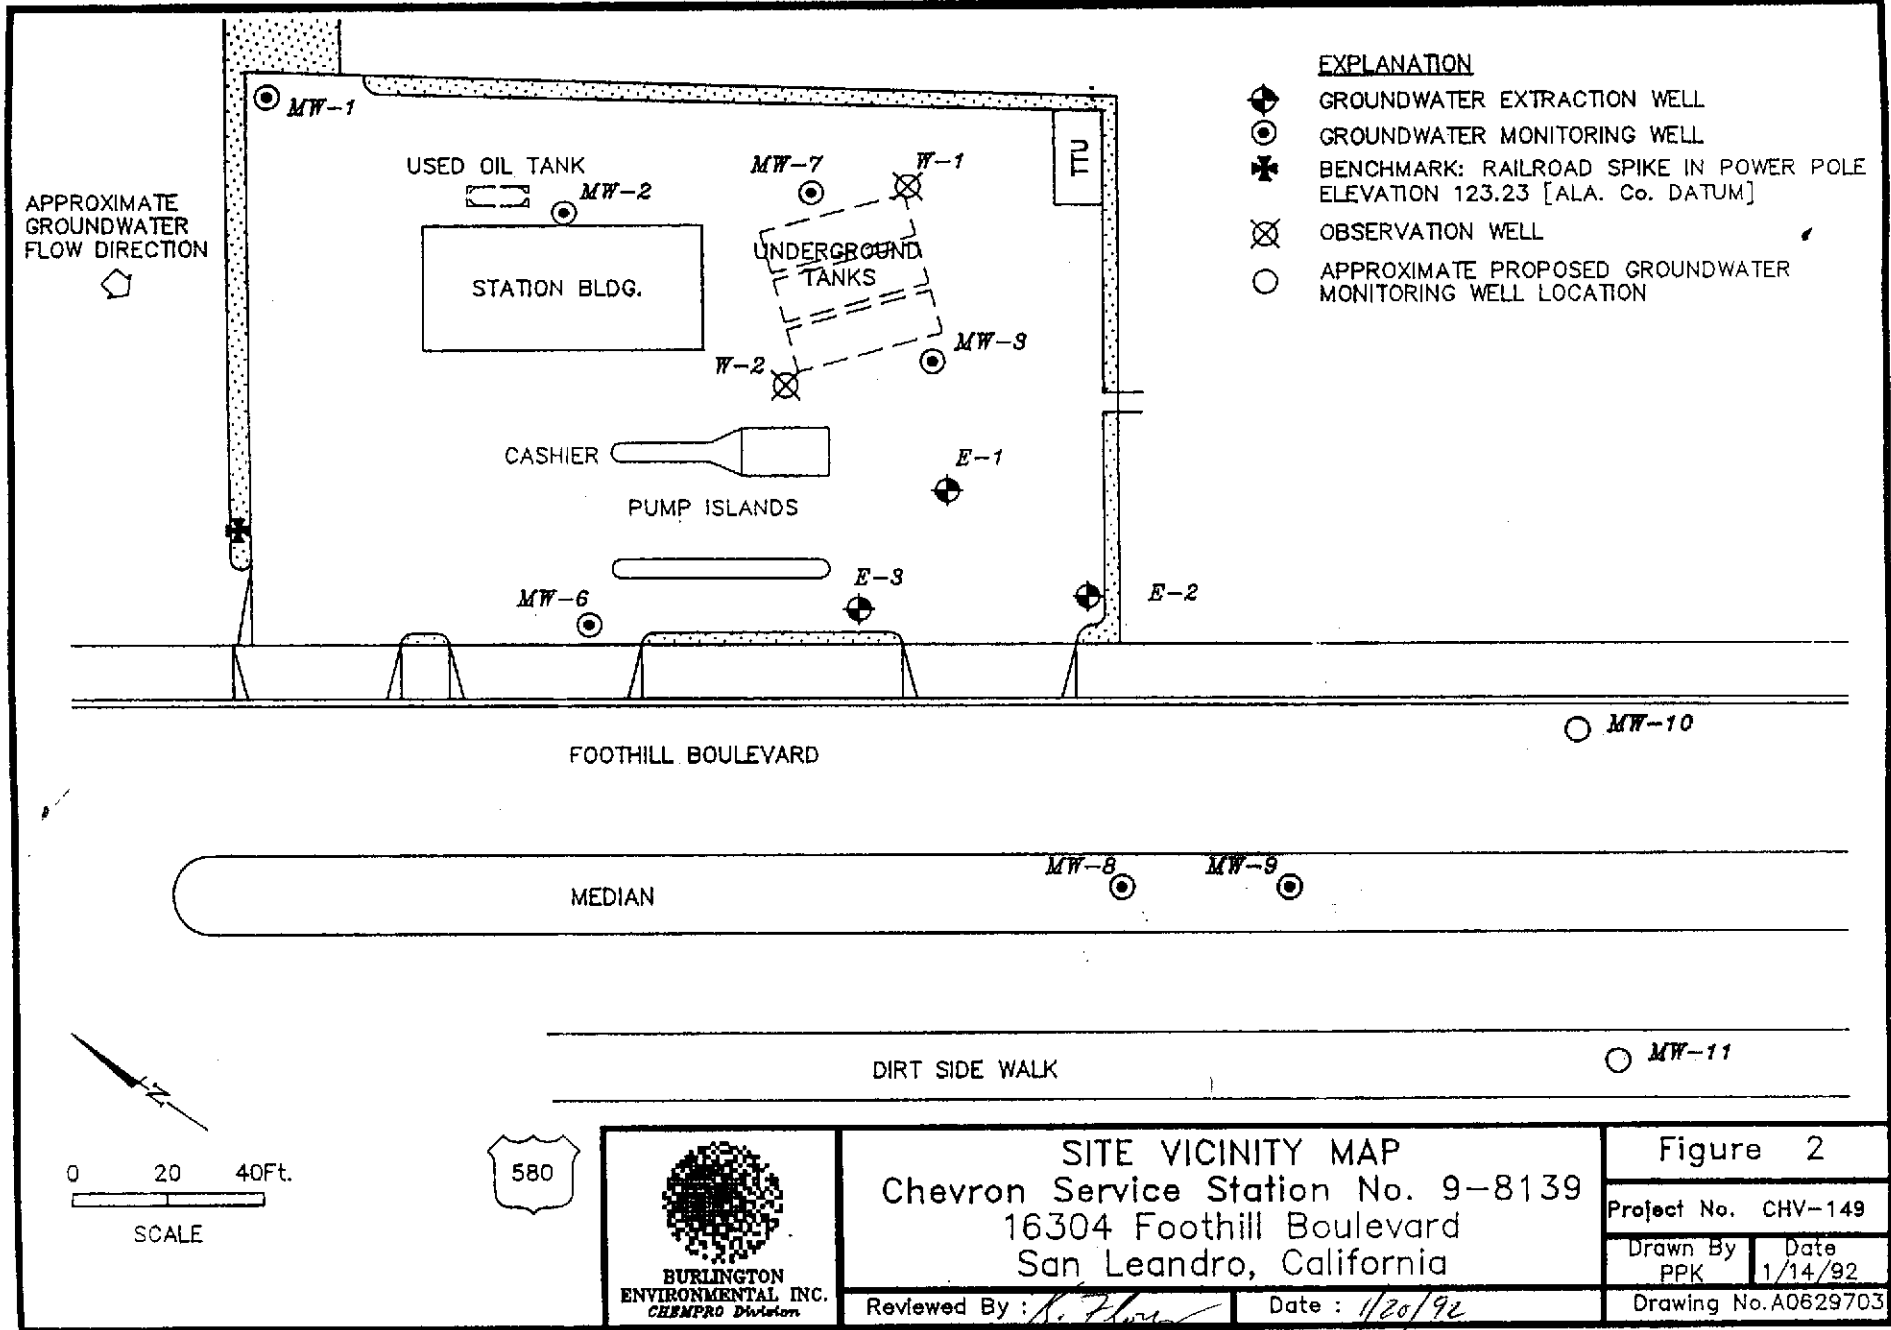 EXPLANATION
GROUNDWATER EXTRACTION WELL
GROUNDWATER MONITORING WELL
BENCHMARK: RAILROAD SPIKE IN POWER POLE
ELEVATION 123.23 [ALA. Co. DATUM]
OBSERVATION WELL
APPROXIMATE PROPOSED GROUNDWATER
MONITORING WELL LOCATION
MW-1
USED OIL TANK
MW-2
MW-7
W-1
TTU
APPROXIMATE
GROUNDWATER
FLOW DIRECTION
STATION BLDG.
UNDERGROUND
TANKS
MW-3
W-2
CASHIER
E-1
PUMP ISLANDS
E-3
E-2
MW-6
MW-10
FOOTHILL BOULEVARD
MW-8
MW-9
MEDIAN
MW-11
DIRT SIDE WALK
N
0 20 40Ft.
SCALE
580
BURLINGTON
ENVIRONMENTAL INC.
CHEMPRO Division
SITE VICINITY MAP
Chevron Service Station No. 9-8139
16304 Foothill Boulevard
San Leandro, California
Reviewed By :
Date : 1/20/92
Figure 2
Project No. CHV-149
Drawn By
PPK
Date
1/14/92
Drawing No.A0629703